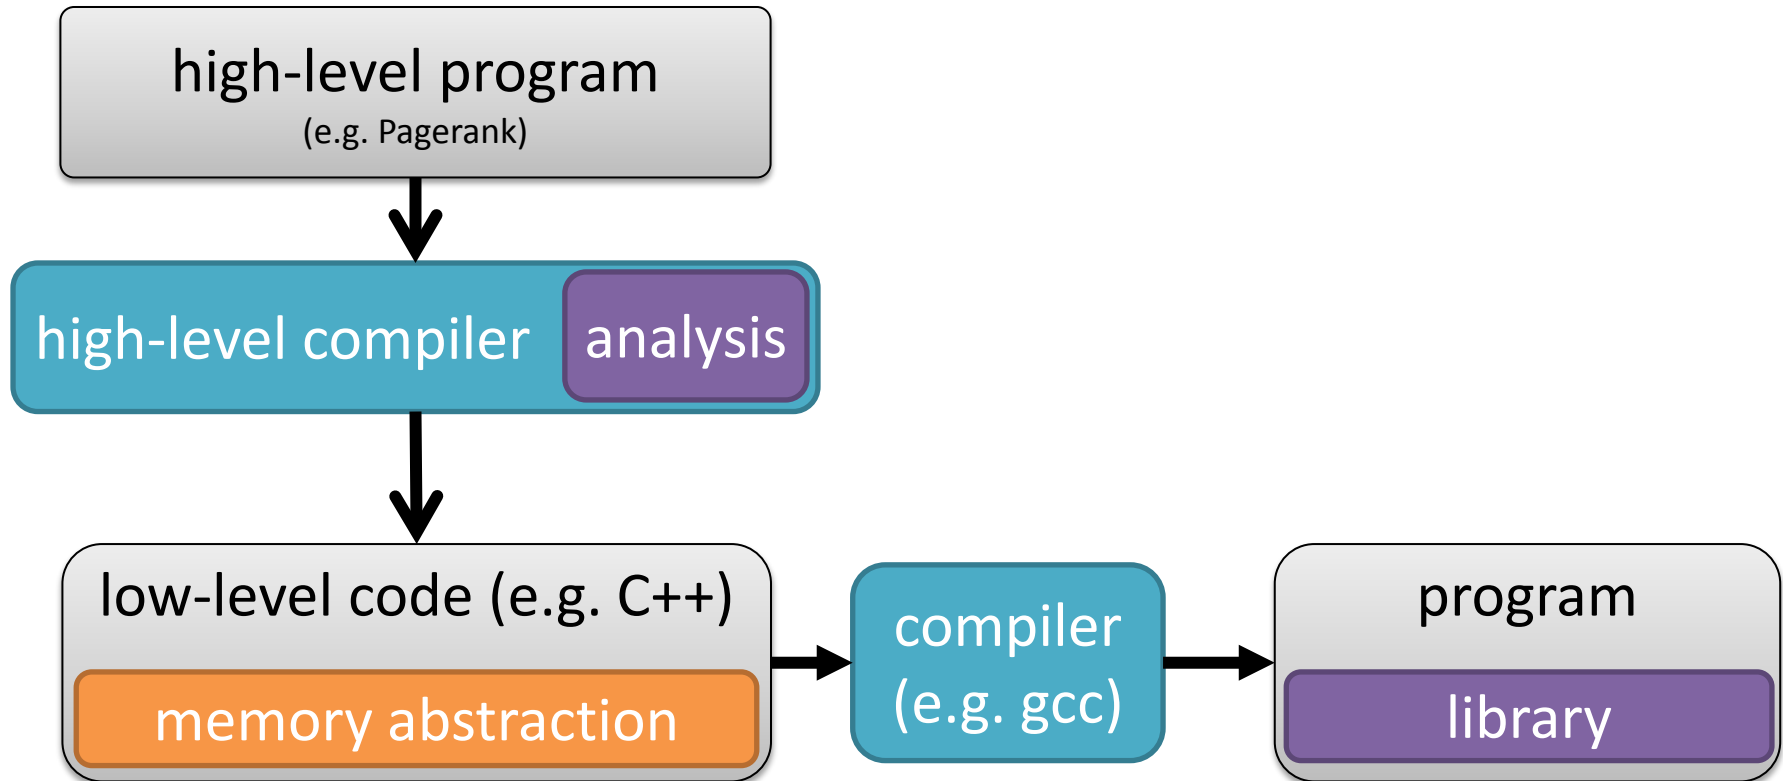 high-level program
(e.g. Pagerank)
high-level compiler
analysis
low-level code (e.g. C++)
memory abstraction
compiler
(e.g. gcc)
program
library